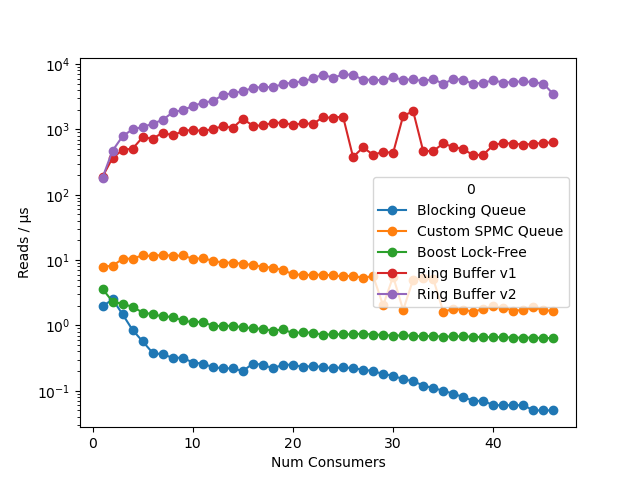 10⁴
10³
10²
10¹
10⁰
10⁻¹
Reads / μs
0
Blocking Queue
Custom SPMC Queue
Boost Lock-Free
Ring Buffer v1
Ring Buffer v2
0 10 20 30 40
Num Consumers